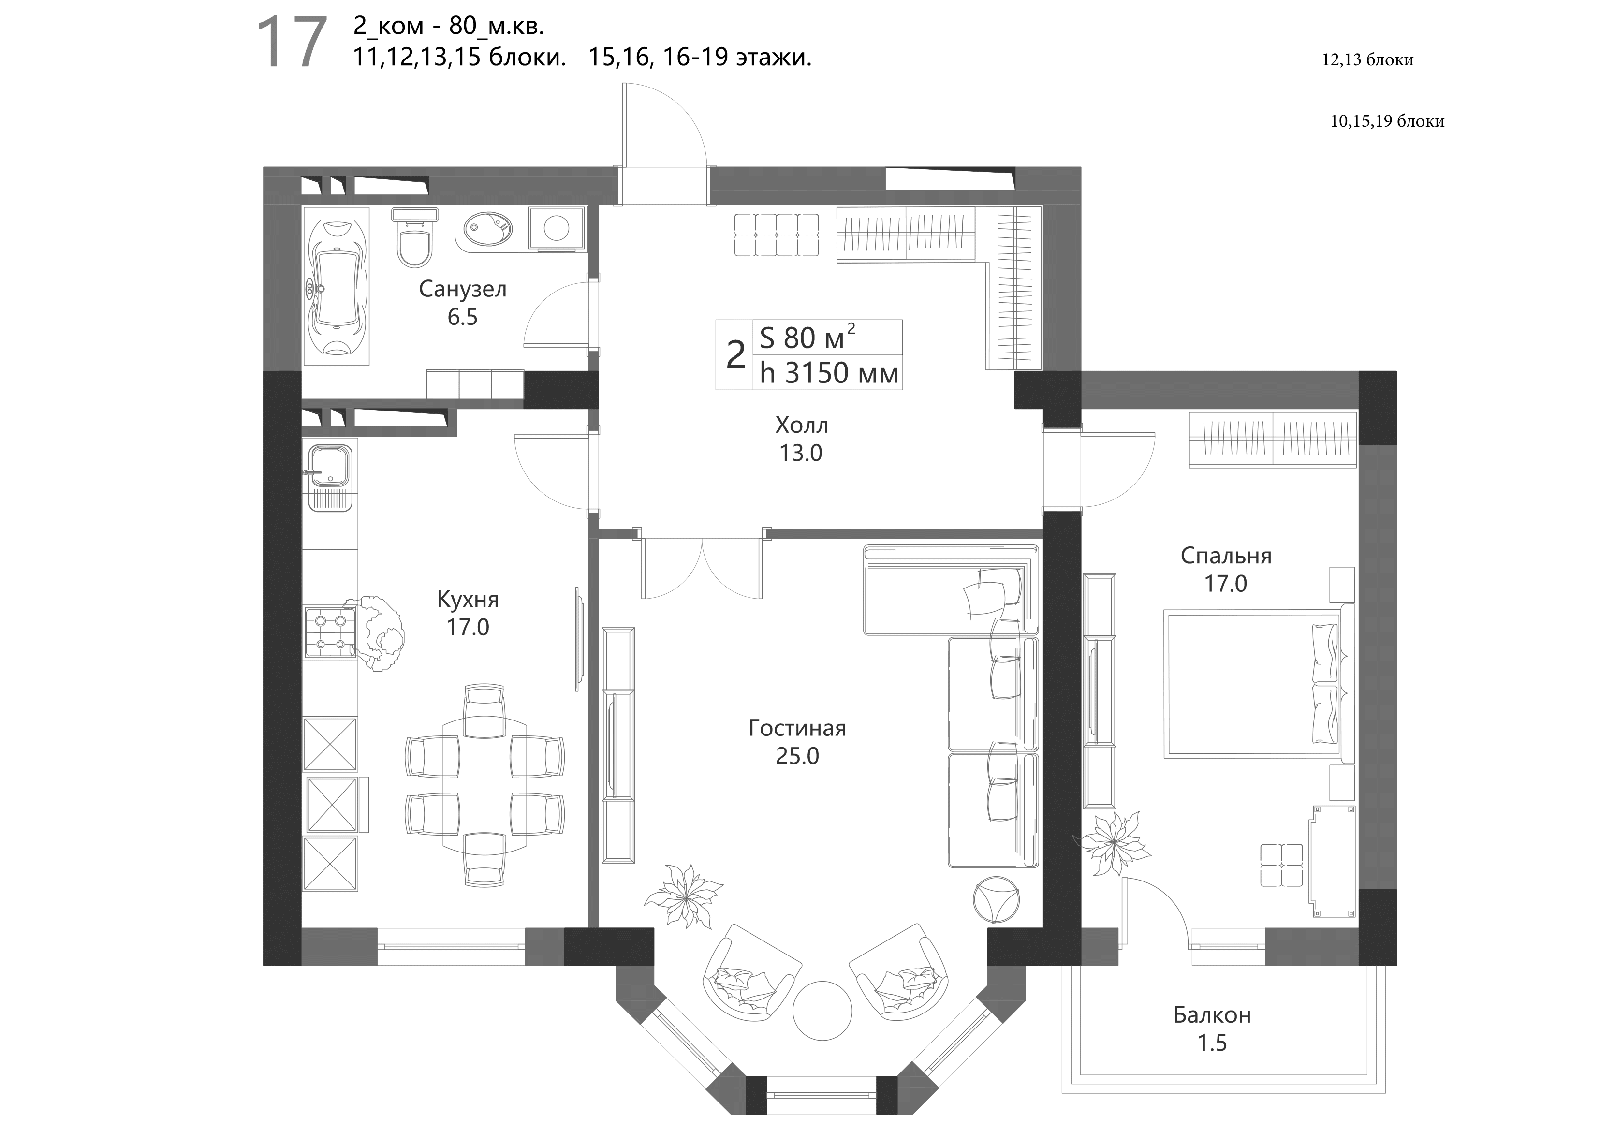 17
2_ком - 80_м.кв.
11,12,13,15 блоки. 15,16, 16-19 этажи.
12,13 блоки
10,15,19 блоки
Санузел
6.5
2
S 80 м²
h 3150 мм
Холл
13.0
Спальня
17.0
Кухня
17.0
Гостиная
25.0
Балкон
1.5